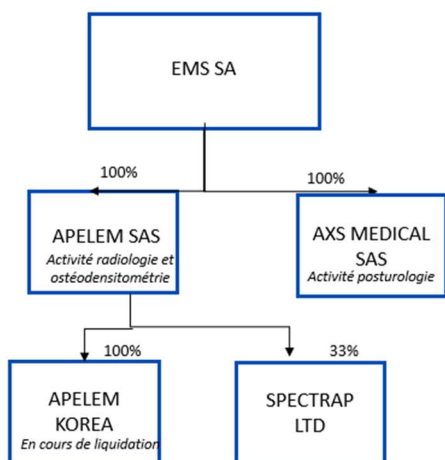 EMS SA
100%
100%
APELEM SAS
Activité radiologie et
ostéodensitométrie
AXS MEDICAL
SAS
Activité posturologie
100%
33%
APELEM
KOREA
En cours de liquidation
SPECTRAP
LTD